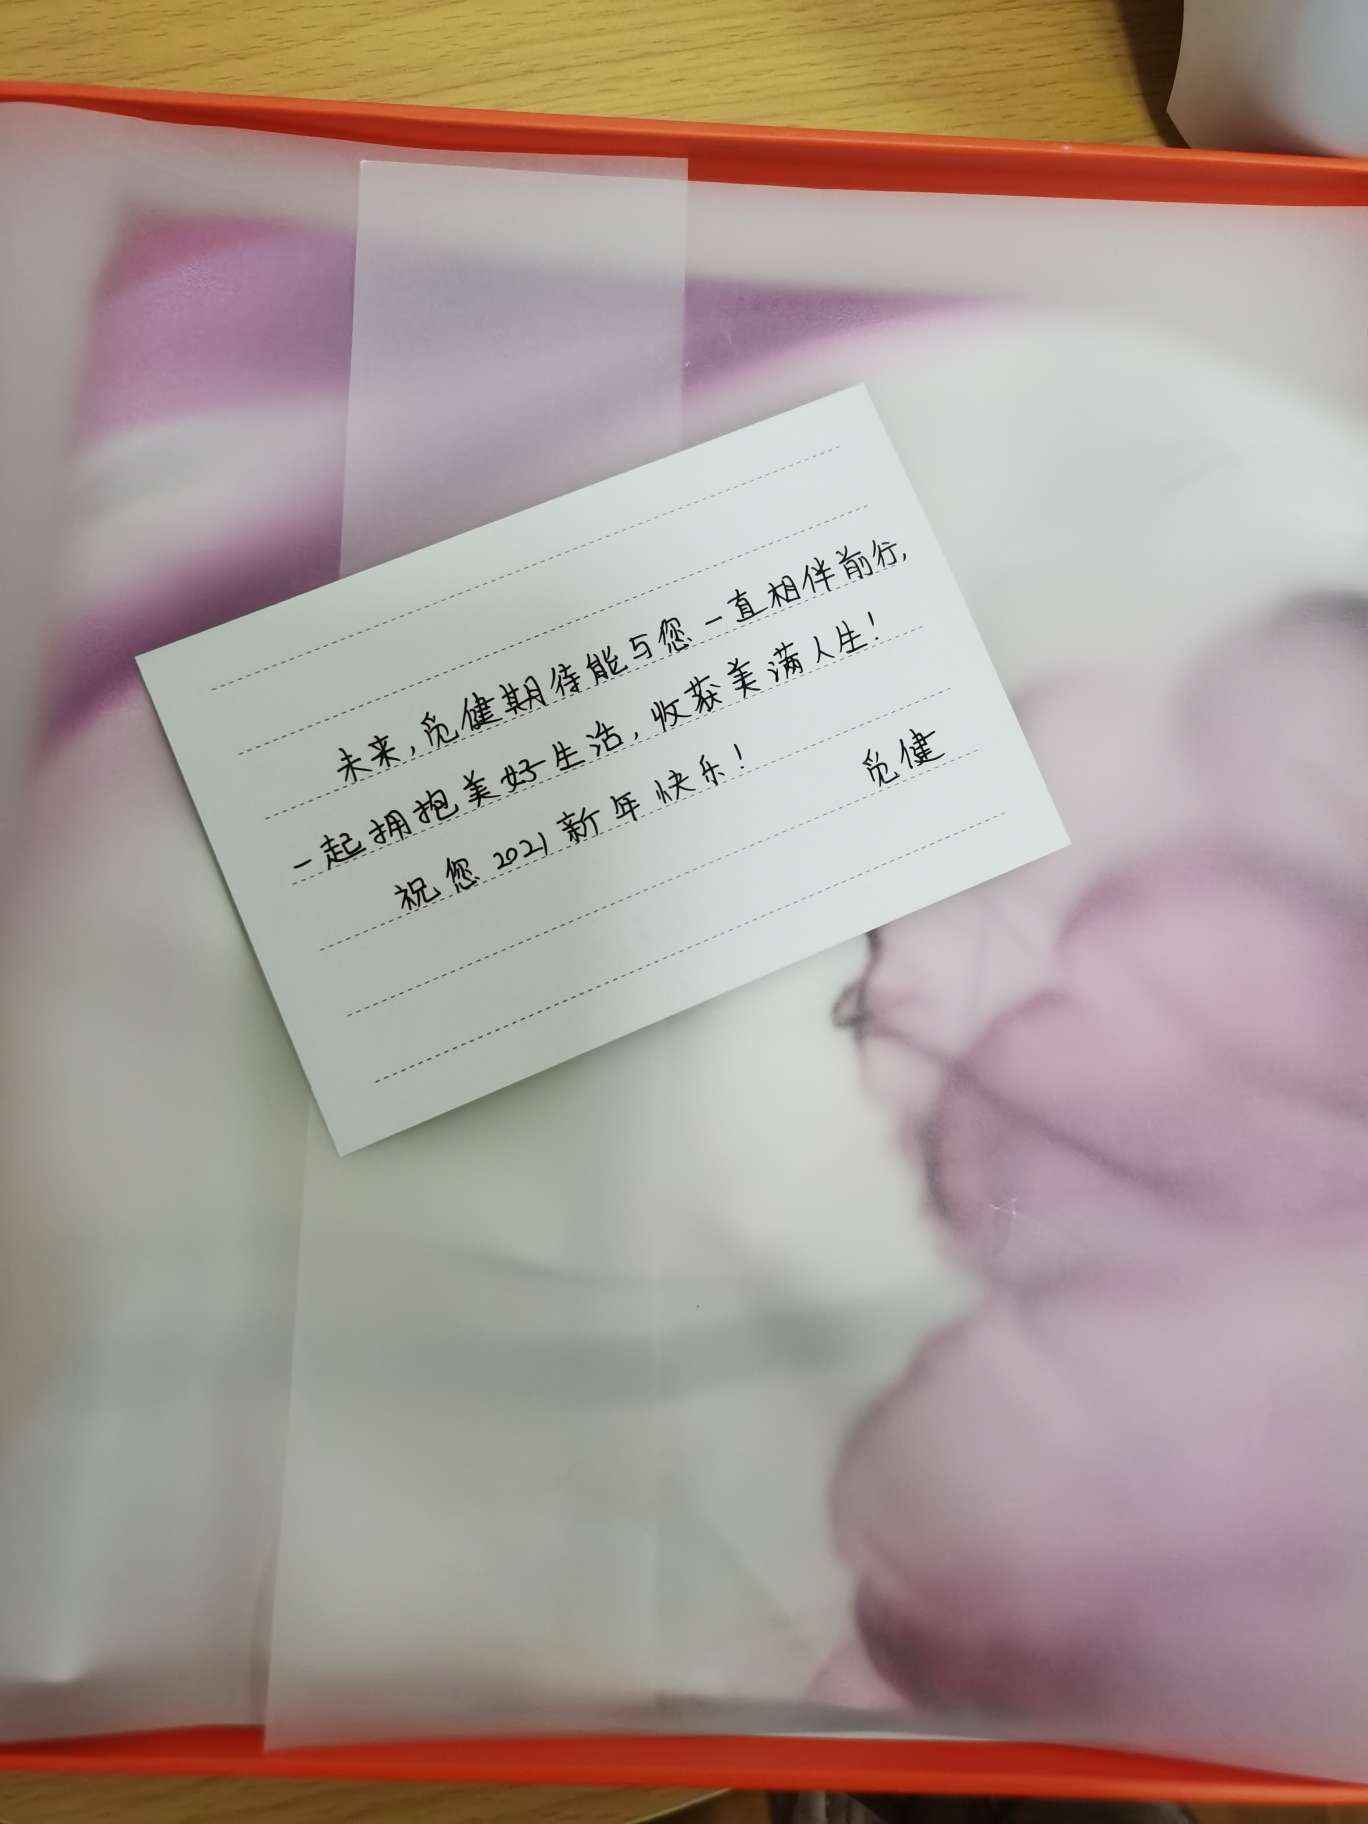 未来,觅健期待能与您一直相伴前行,
一起拥抱美好生活,收获美满人生!
祝您2021新年快乐!
觅健